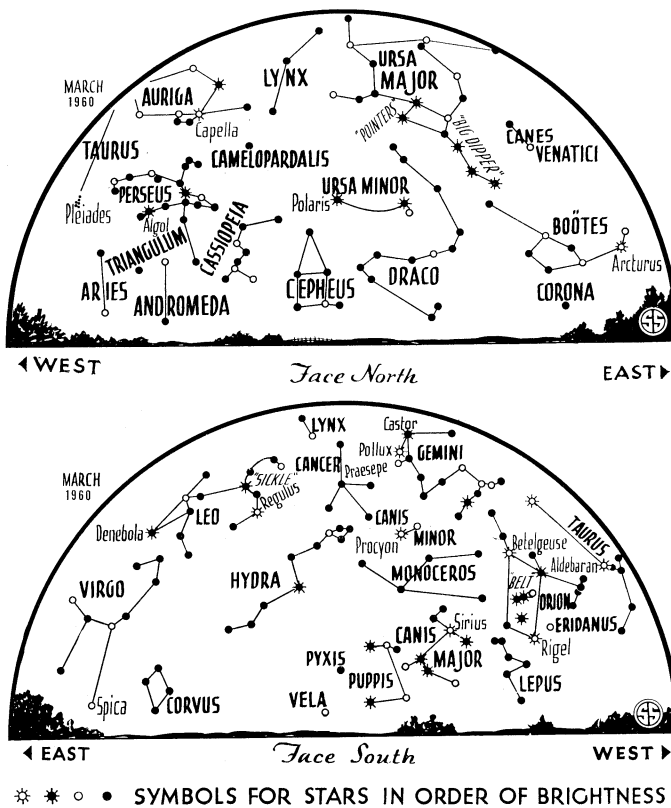 MARCH
1960
URSA
MAJOR
LYNX
AURIGA
Capella
"POINTERS"
"BIG DIPPER"
CANES
VENATICI
TAURUS
CAMELOPARDALIS
PERSEUS
URSA MINOR
Polaris
Pleiades
Algol
BOÖTES
TRIANGULUM
CASSIOPEIA
Arcturus
DRACO
ARIES
ANDROMEDA
CEPHEUS
CORONA
SS
WEST
Face North
EAST
LYNX
Castor
Pollux
GEMINI
CANCER
Praesepe
MARCH
1960
"SICKLE"
Regulus
LEO
Denebola
CANIS
MINOR
Procyon
TAURUS
Betelgeuse
Aldebaran
HYDRA
MONOCEROS
BELT
ORION
VIRGO
Sirius
ERIDANUS
CANIS
MAJOR
Rigel
PYXIS
PUPPIS
LEPUS
Spica
CORVUS
VELA
SS
EAST
Face South
WEST
SYMBOLS FOR STARS IN ORDER OF BRIGHTNESS